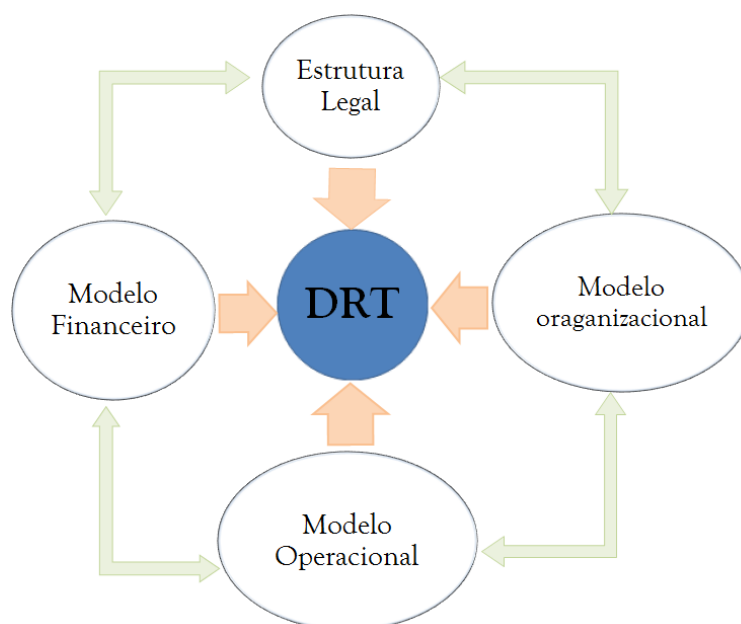 Estrutura
Legal
Modelo
Financeiro
DRT
Modelo
oraganizacional
Modelo
Operacional